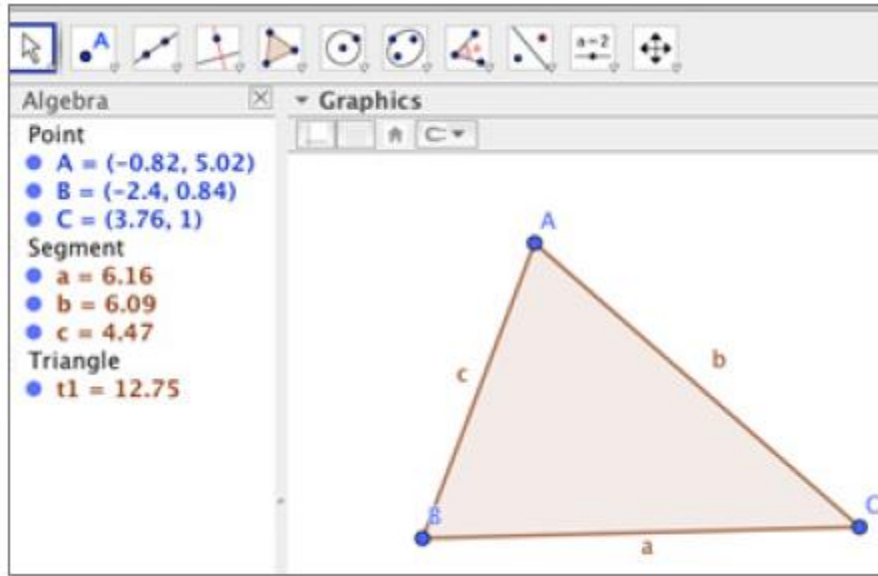 A
a=2
Algebra
Graphics
Point
A = (-0.82, 5.02)
B = (-2.4, 0.84)
C = (3.76, 1)
Segment
a = 6.16
b = 6.09
c = 4.47
Triangle
t1 = 12.75
A
c
b
B
C
a